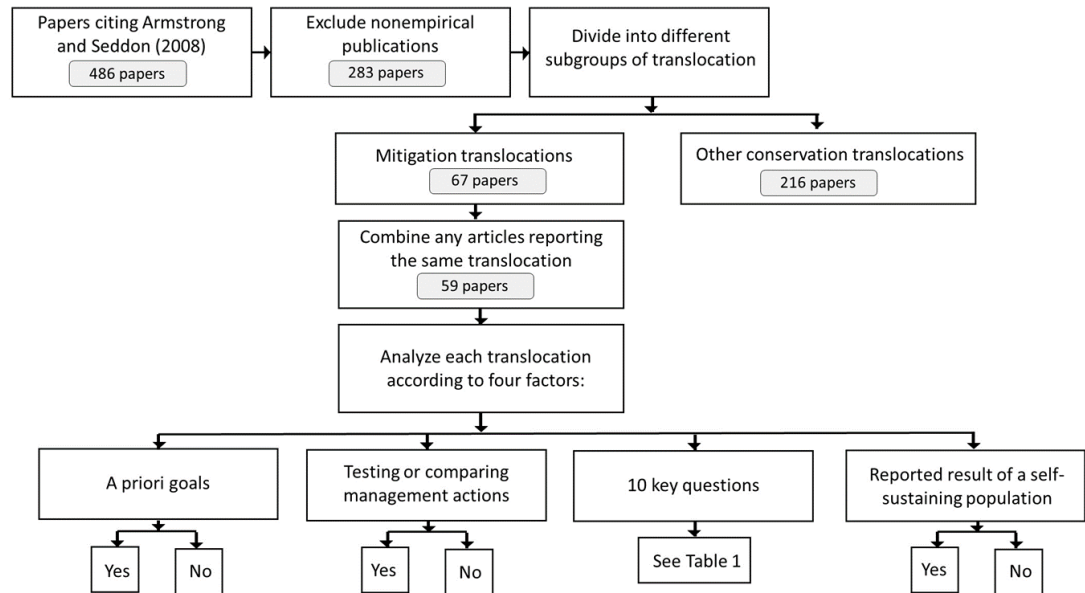 Papers citing Armstrong
and Seddon (2008)
486 papers
Exclude nonempirical
publications
283 papers
Divide into different
subgroups of translocation
Mitigation translocations
67 papers
Other conservation translocations
216 papers
Combine any articles reporting
the same translocation
59 papers
Analyze each translocation
according to four factors:
A priori goals
Yes
No
Testing or comparing
management actions
Yes
No
10 key questions
See Table 1
Reported result of a self-
sustaining population
Yes
No